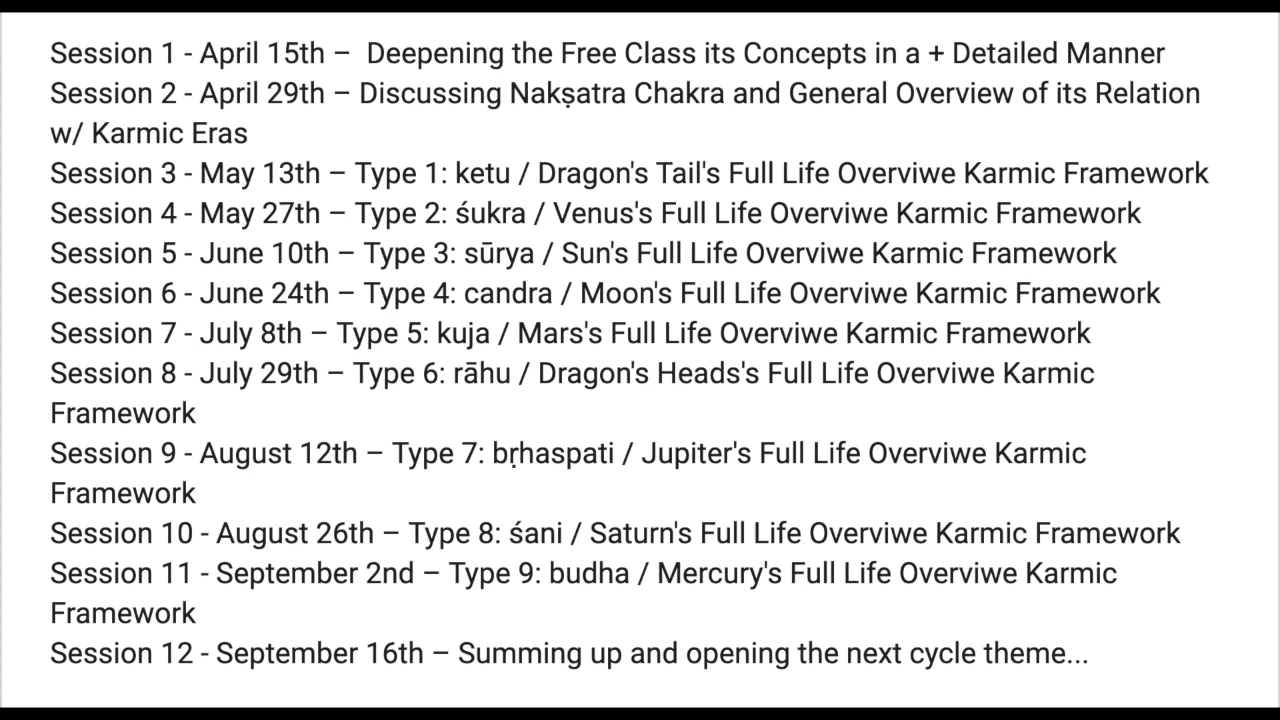 Session 1 - April 15th –  Deepening the Free Class its Concepts in a + Detailed Manner
Session 2 - April 29th – Discussing Nakṣatra Chakra and General Overview of its Relation
w/ Karmic Eras
Session 3 - May 13th – Type 1: ketu / Dragon's Tail's Full Life Overviwe Karmic Framework
Session 4 - May 27th – Type 2: śukra / Venus's Full Life Overviwe Karmic Framework
Session 5 - June 10th – Type 3: sūrya / Sun's Full Life Overviwe Karmic Framework
Session 6 - June 24th – Type 4: candra / Moon's Full Life Overviwe Karmic Framework
Session 7 - July 8th – Type 5: kuja / Mars's Full Life Overviwe Karmic Framework
Session 8 - July 29th – Type 6: rāhu / Dragon's Heads's Full Life Overviwe Karmic
Framework
Session 9 - August 12th – Type 7: bṛhaspati / Jupiter's Full Life Overviwe Karmic
Framework
Session 10 - August 26th – Type 8: śani / Saturn's Full Life Overviwe Karmic Framework
Session 11 - September 2nd – Type 9: budha / Mercury's Full Life Overviwe Karmic
Framework
Session 12 - September 16th – Summing up and opening the next cycle theme...